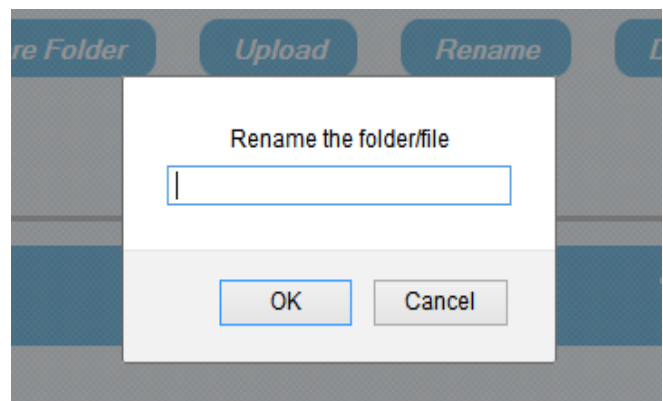 re Folder
Upload
Rename
Rename the folder/file
OK
Cancel